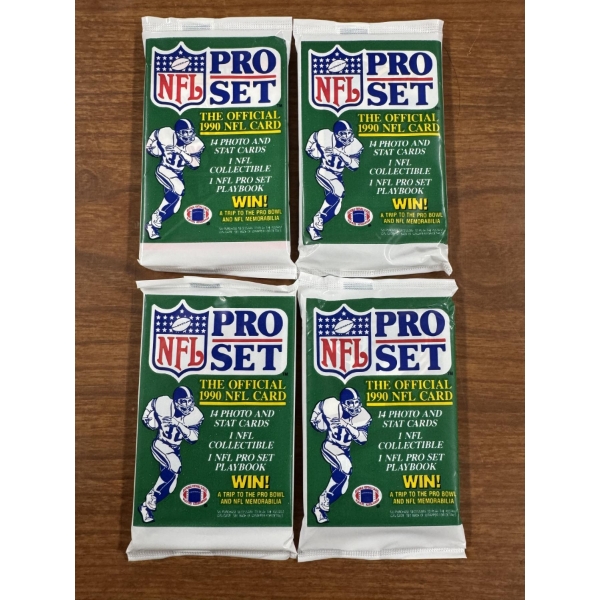 NFL
PRO
SET
THE OFFICIAL
1990 NFL CARD
14 PHOTO AND
STAT CARDS
1 NFL
COLLECTIBLE
1 NFL PRO SET
PLAYBOOK
WIN!
A TRIP TO THE PRO BOWL
AND NFL MEMORABILIA
30
NFL
PRO
SET
THE OFFICIAL
1990 NFL CARD
14 PHOTO AND
STAT CARDS
1 NFL
COLLECTIBLE
1 NFL PRO SET
PLAYBOOK
WIN!
A TRIP TO THE PRO BOWL
AND NFL MEMORABILIA
30
NFL
PRO
SET
THE OFFICIAL
1990 NFL CARD
14 PHOTO AND
STAT CARDS
1 NFL
COLLECTIBLE
1 NFL PRO SET
PLAYBOOK
WIN!
A TRIP TO THE PRO BOWL
AND NFL MEMORABILIA
30
NFL
PRO
SET
THE OFFICIAL
1990 NFL CARD
14 PHOTO AND
STAT CARDS
1 NFL
COLLECTIBLE
1 NFL PRO SET
PLAYBOOK
WIN!
A TRIP TO THE PRO BOWL
AND NFL MEMORABILIA
30